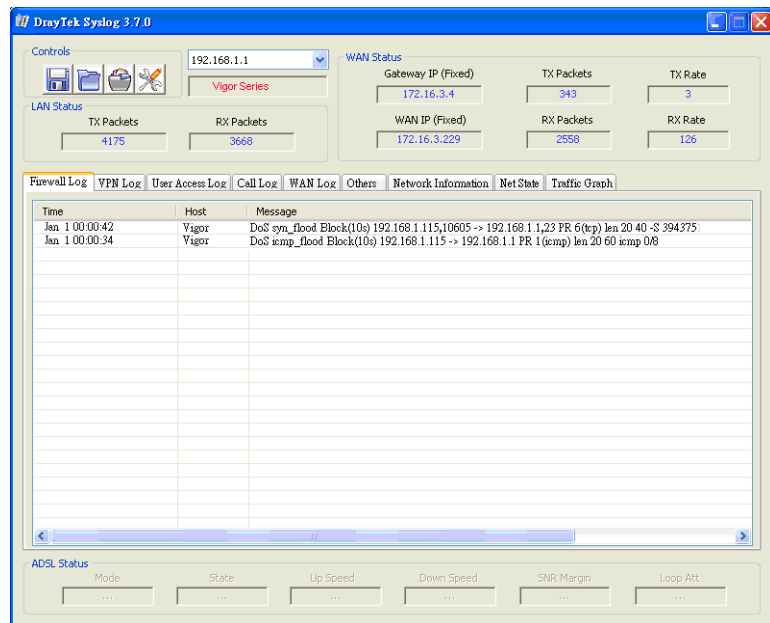 DrayTek Syslog 3.7.0
Controls
192.168.1.1
Vigor Series
WAN Status
Gateway IP (Fixed) TX Packets TX Rate
172.16.3.4 343 3
WAN IP (Fixed) RX Packets RX Rate
172.16.3.229 2558 126
LAN Status
TX Packets RX Packets
4175 3668
Firewall Log VPN Log User Access Log Call Log WAN Log Others Network Information Net State Traffic Graph
Time Host Message
Jan 1 00:00:42 Vigor DoS syn_flood Block(10s) 192.168.1.115,10605 -> 192.168.1.1,23 PR 6(tcp) len 20 40 -S 394375
Jan 1 00:00:34 Vigor DoS icmp_flood Block(10s) 192.168.1.115 -> 192.168.1.1 PR 1(icmp) len 20 60 icmp 0/8
ADSL Status
Mode State Up Speed Down Speed SNR Margin Loop Att.
... ... ... ... ... ...